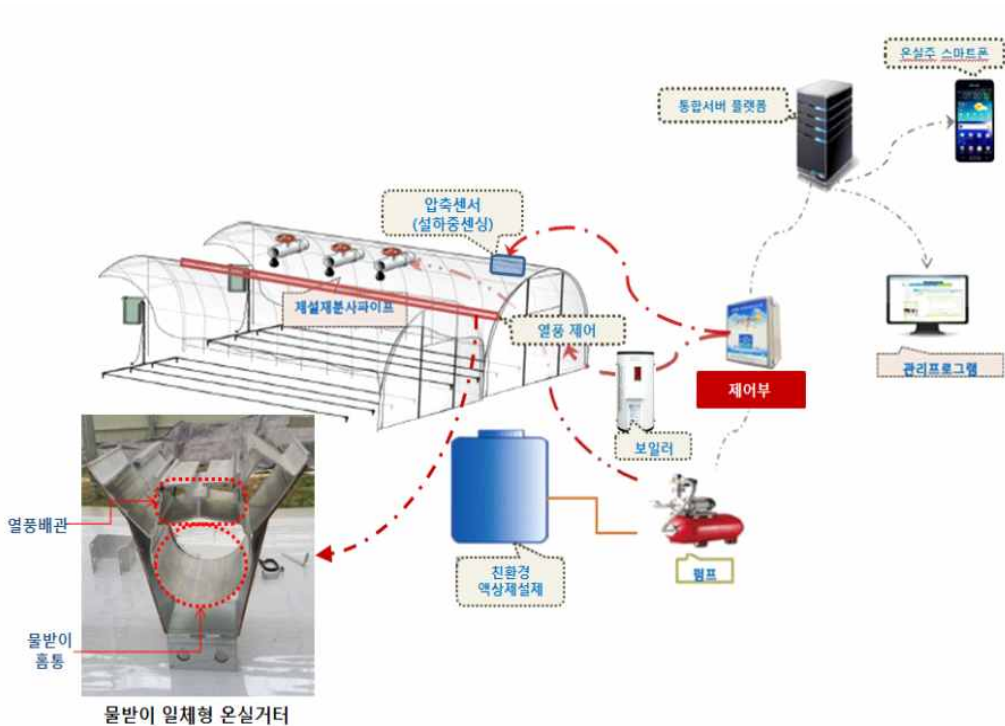 온실주 스마트폰
통합서버 플랫폼
압축센서
(설하중센싱)
제설재분사파이프
열풍 제어
관리프로그램
제어부
보일러
열풍배관
친환경
액상제설제
펌프
물받이
홈통
물받이 일체형 온실거터